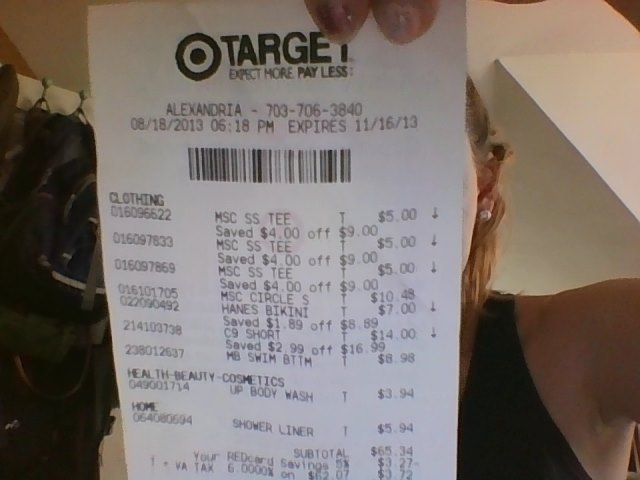 TARGET
EXPECT MORE. PAY LESS.
ALEXANDRIA - 703-706-3840
08/18/2013 06:18 PM EXPIRES 11/16/13
CLOTHING
016096622 MSC SS TEE T $5.00 ↓
Saved $4.00 off $9.00
016097833 MSC SS TEE T $5.00 ↓
Saved $4.00 off $9.00
016097869 MSC SS TEE T $5.00 ↓
Saved $4.00 off $9.00
016101705 MSC CIRCLE S T $10.48
022090492 HANES BIKINI T $7.00 ↓
Saved $1.89 off $8.89
214103738 C9 SHORT T $14.00 ↓
Saved $2.99 off $16.99
238012637 MB SWIM BTTM T $8.98
HEALTH-BEAUTY-COSMETICS
049001714 UP BODY WASH T $3.94
HOME
064080694 SHOWER LINER T $5.94
SUBTOTAL $65.34
Your REDcard Savings 5% $3.27-
T = VA TAX 6.0000% on $62.07 $3.72